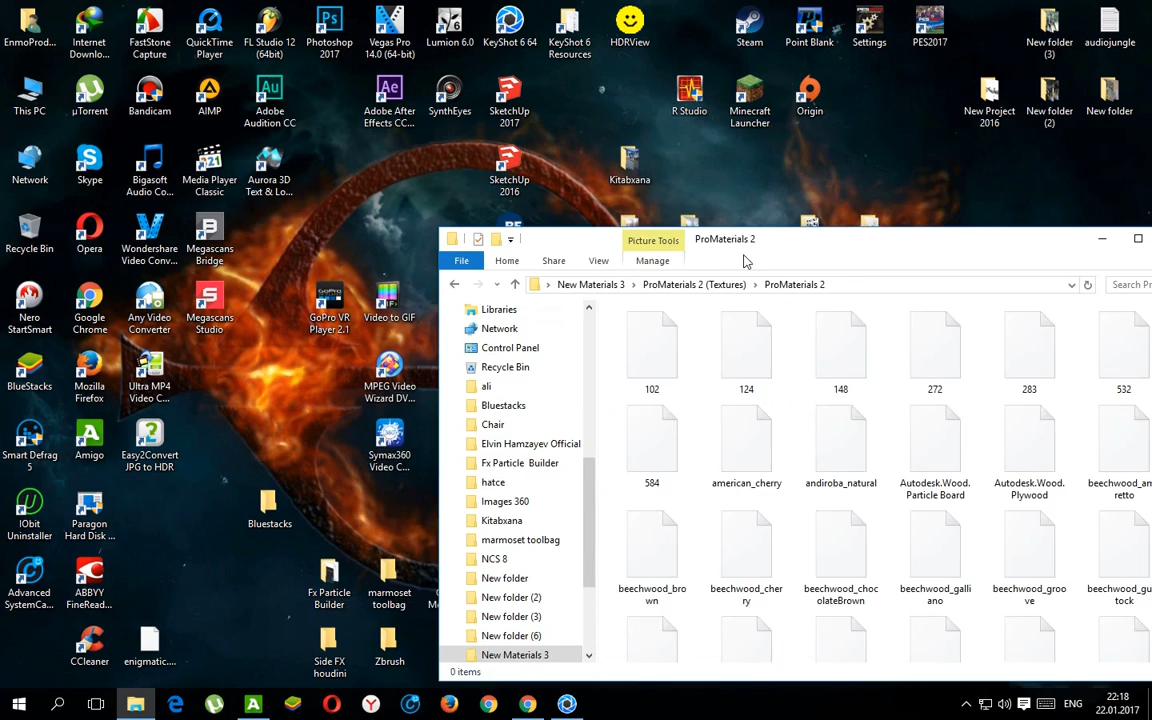 EnmoProd...
Internet Downlo...
FastStone Capture
QuickTime Player
FL Studio 12 (64bit)
Photoshop 2017
Vegas Pro 14.0 (64-bit)
Lumion 6.0
KeyShot 6 64
KeyShot 6 Resources
HDRView
Steam
Point Blank
Settings
PES2017
New folder (3)
audiojungle
This PC
µTorrent
Bandicam
AIMP
Adobe Audition CC
Adobe After Effects CC...
SynthEyes
SketchUp 2017
R Studio
Minecraft Launcher
Origin
New Project 2016
New folder (2)
New folder
Network
Skype
Bigasoft Audio Co...
Media Player Classic
Aurora 3D Text & Lo...
SketchUp 2016
Kitabxana
Recycle Bin
Opera
Wondershare Video Conv...
Megascans Bridge
Nero StartSmart
Google Chrome
Any Video Converter
Megascans Studio
GoPro VR Player 2.1
Video to GIF
BlueStacks
Mozilla Firefox
Ultra MP4 Video C...
MPEG Video Wizard DV...
Smart Defrag 5
Amigo
Easy2Convert JPG to HDR
Symax360 Video C...
IObit Uninstaller
Paragon Hard Disk ...
Bluestacks
Advanced SystemCa...
ABBYY FineRead...
Fx Particle Builder
marmoset toolbag
CCleaner
enigmatic....
Side FX houdini
Zbrush
Picture Tools
ProMaterials 2
File
Home
Share
View
Manage
New Materials 3 > ProMaterials 2 (Textures) > ProMaterials 2
Search Pr
Libraries
Network
Control Panel
Recycle Bin
ali
Bluestacks
Chair
Elvin Hamzayev Official
Fx Particle  Builder
hatce
Images 360
Kitabxana
marmoset toolbag
NCS 8
New folder
New folder (2)
New folder (3)
New folder (6)
New Materials 3
102
124
148
272
283
532
584
american_cherry
andiroba_natural
Autodesk.Wood.Particle Board
Autodesk.Wood.Plywood
beechwood_am
retto
beechwood_bro
wn
beechwood_cher
ry
beechwood_choc
olateBrown
beechwood_galli
ano
beechwood_groo
ve
beechwood_gu
tock
0 items
ENG
22:18
22.01.2017